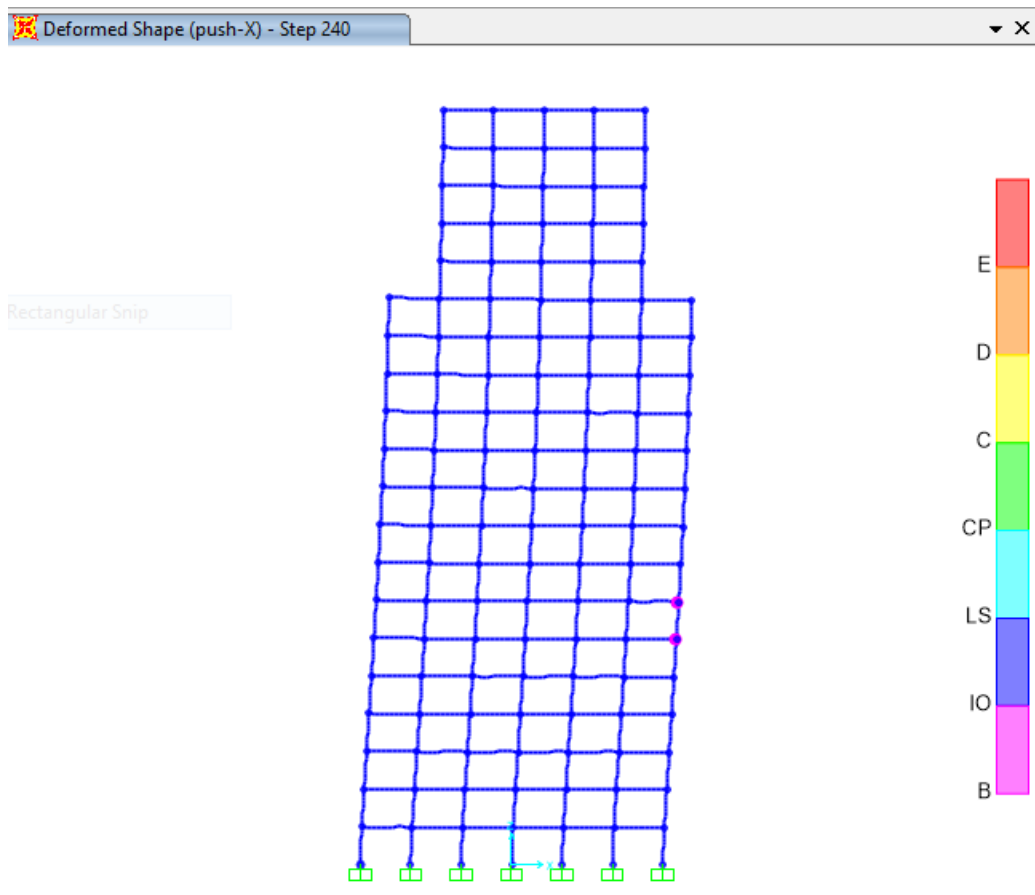 Deformed Shape (push-X) - Step 240
Rectangular Snip
E
D
C
CP
LS
IO
B
X